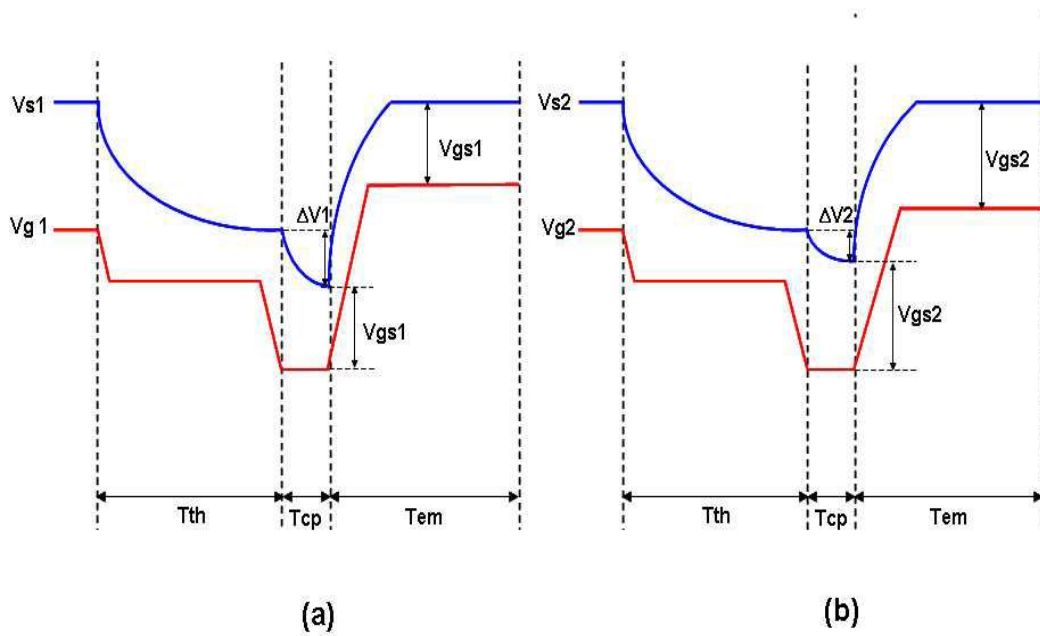 Vs1
Vgs1
ΔV1
Vg 1
Vgs1
Tth
Tcp
Tem
(a)
Vs2
Vgs2
ΔV2
Vg2
Vgs2
Tth
Tcp
Tem
(b)